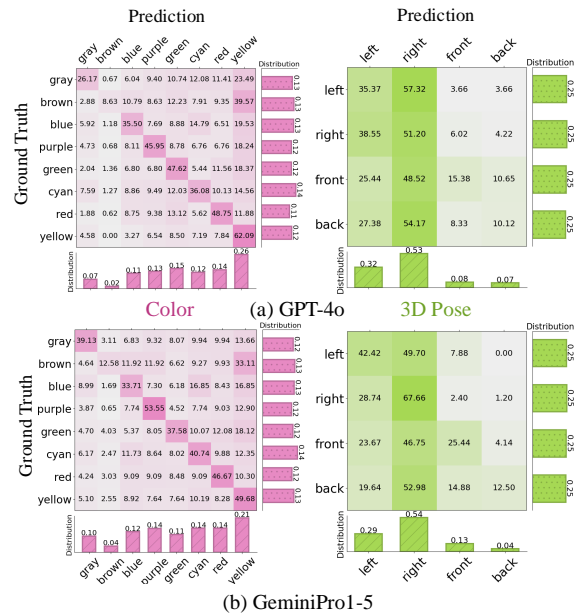 Prediction
Prediction
gray brown blue purple green cyan red yellow
left right front back
Distribution
Distribution
Ground Truth
gray 26.17 0.67 6.04 9.40 10.74 12.08 11.41 23.49 0.13
brown 2.88 8.63 10.79 8.63 12.23 7.91 9.35 39.57 0.13
blue 5.92 1.18 35.50 7.69 8.88 14.79 6.51 19.53 0.13
purple 4.73 0.68 8.11 45.95 8.78 6.76 6.76 18.24 0.12
green 2.04 1.36 6.80 6.80 47.62 5.44 11.56 18.37 0.12
cyan 7.59 1.27 8.86 9.49 12.03 36.08 10.13 14.56 0.14
red 1.88 0.62 8.75 9.38 13.12 5.62 48.75 11.88 0.11
yellow 4.58 0.00 3.27 6.54 8.50 7.19 7.84 62.09 0.12
left 35.37 57.32 3.66 3.66 0.25
right 38.55 51.20 6.02 4.22 0.25
front 25.44 48.52 15.38 10.65 0.25
back 27.38 54.17 8.33 10.12 0.25
Distribution
0.07 0.02 0.11 0.13 0.15 0.12 0.14 0.26
Distribution
0.32 0.53 0.08 0.07
Color (a) GPT-4o 3D Pose
Distribution
Distribution
Ground Truth
gray 39.13 3.11 6.83 9.32 8.07 9.94 9.94 13.66 0.12
brown 4.64 12.58 11.92 11.92 6.62 9.27 9.93 33.11 0.13
blue 8.99 1.69 33.71 7.30 6.18 16.85 8.43 16.85 0.13
purple 3.87 0.65 7.74 53.55 4.52 7.74 9.03 12.90 0.12
green 4.70 4.03 5.37 8.05 37.58 10.07 12.08 18.12 0.12
cyan 6.17 2.47 11.73 8.64 8.02 40.74 9.88 12.35 0.14
red 4.24 3.03 9.09 9.09 8.48 9.09 46.67 10.30 0.12
yellow 5.10 2.55 8.92 7.64 7.64 10.19 8.28 49.68 0.13
left 42.42 49.70 7.88 0.00 0.25
right 28.74 67.66 2.40 1.20 0.25
front 23.67 46.75 25.44 4.14 0.25
back 19.64 52.98 14.88 12.50 0.25
Distribution
0.10 0.04 0.12 0.14 0.11 0.14 0.14 0.21
gray brown blue purple green cyan red yellow
Distribution
0.29 0.54 0.13 0.04
left right front back
(b) GeminiPro1-5